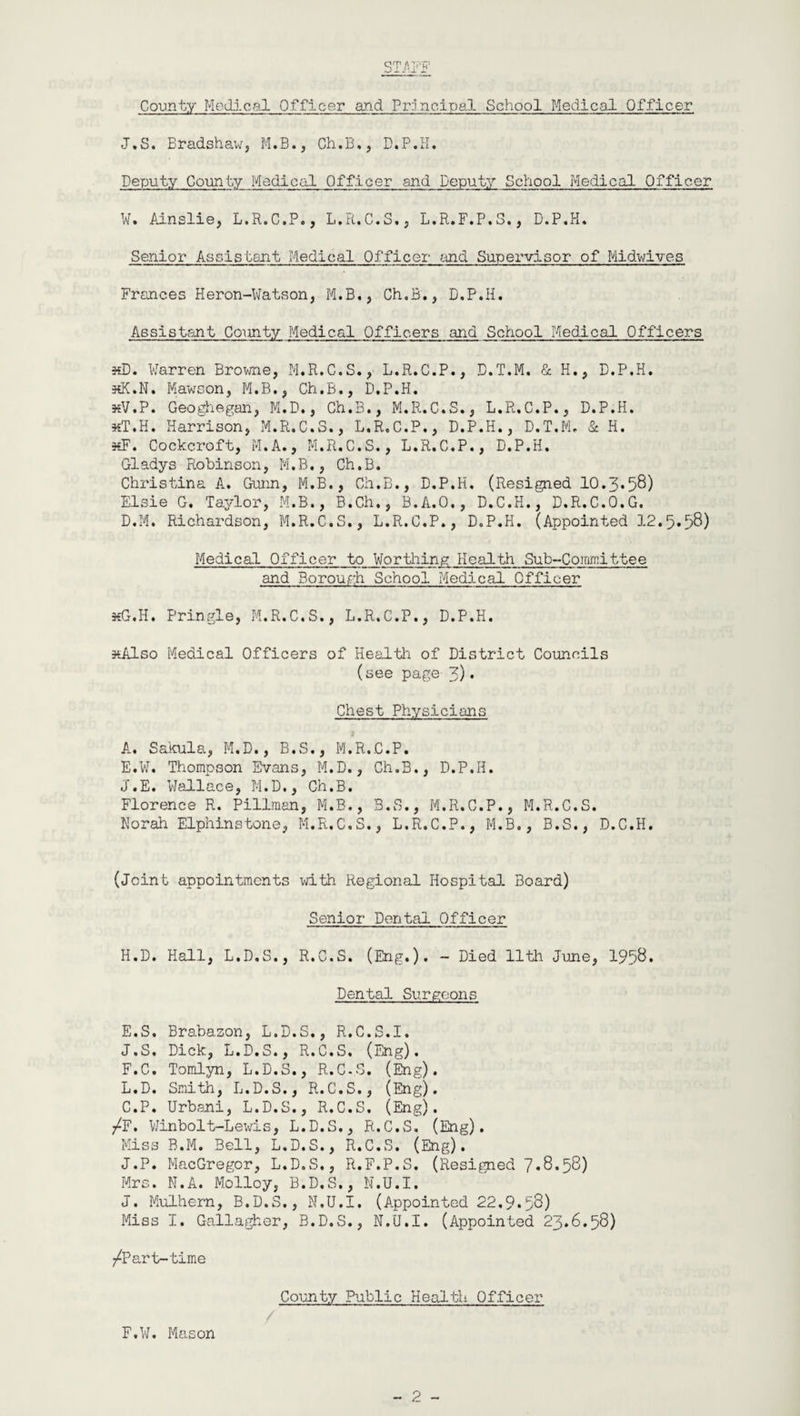 STAFF
County Medical Officer and Principal School Medical Officer
J.S. Bradshaw, M.B., Ch.B., D.P.H.
Deputy County Medical Officer and Deputy School Medical Officer
W. Ainslie, L.R.C.P., L.R.C.S., L.R.F.P.S., D.P.H.
Senior Assistant Medical Officer and Supervisor of Midwives
Frances Heron-Watson, M.B., Ch.B., D.P.H.
Assistant County Medical Officers and School Medical Officers
*D. Warren Browne, M.R.C.S., L.R.C.P., D.T.M. & H., D.P.H.
*K.N. Mawson, M.B., Ch.B., D.P.H.
*V.P. Geoghegan, M.D., Ch.B., M.R.C.S., L.R.C.P., D.P.H.
*T.H. Harrison, M.R.C.S., L.R.C.P., D.P.H., D.T.M. & H.
*F. Cockcroft, M.A., M.R.C.S., L.R.C.P., D.P.H.
Gladys Robinson, M.B., Ch.B.
Christina A. Gunn, M.B., Ch.B., D.P.H. (Resigned 10.3.58)
Elsie G. Taylor, M.B., B.Ch., B.A.O., D.C.H., D.R.C.O.G.
D.M. Richardson, M.R.C.S., L.R.C.P., D.P.H. (Appointed 12.5.58)
Medical Officer to Worthing Health Sub-Committee
and Borough School Medical Officer
*G.H. Pringle, M.R.C.S., L.R.C.P., D.P.H.
*Also Medical Officers of Health of District Councils
(see page 3).
Chest Physicians
A. Sakula, M.D., B.S., M.R.C.P.
E.W. Thompson Evans, M.D., Ch.B., D.P.H.
J.E. Wallace, M.D., Ch.B.
Florence R. Pillman, M.B., B.S., M.R.C.P., M.R.C.S.
Norah Elphinstone, M.R.C.S., L.R.C.P., M.B., B.S., D.C.H.
(Joint appointments with Regional Hospital Board)
Senior Dental Officer
H.D. Hall, L.D.S., R.C.S. (Eng.). - Died 11th June, 1958.
Dental Surgeons
E.S. Brabazon, L.D.S., R.C.S.I.
J.S. Dick, L.D.S., R.C.S. (Eng).
F.C. Tomlyn, L.D.S., R.C.S. (Eng).
L.D. Smith, L.D.S., R.C.S., (Eng).
C.P. Urbani, L.D.S., R.C.S. (Eng).
/F. Winbolt-Lewis, L.D.S., R.C.S. (Eng).
Miss B.M. Bell, L.D.S., R.C.S. (Eng).
J.P. MacGregor, L.D.S., R.F.P.S. (Resigned 7.8.58)
Mrs. N.A. Molloy, B.D.S., N.U.I.
J. Mulhern, B.D.S., N.U.I. (Appointed 22.9.58)
Miss I. Gallagher, B.D.S., N.U.I. (Appointed 23.6.58)
/Part-time
County Public Health Officer
F.W. Mason
- 2 -